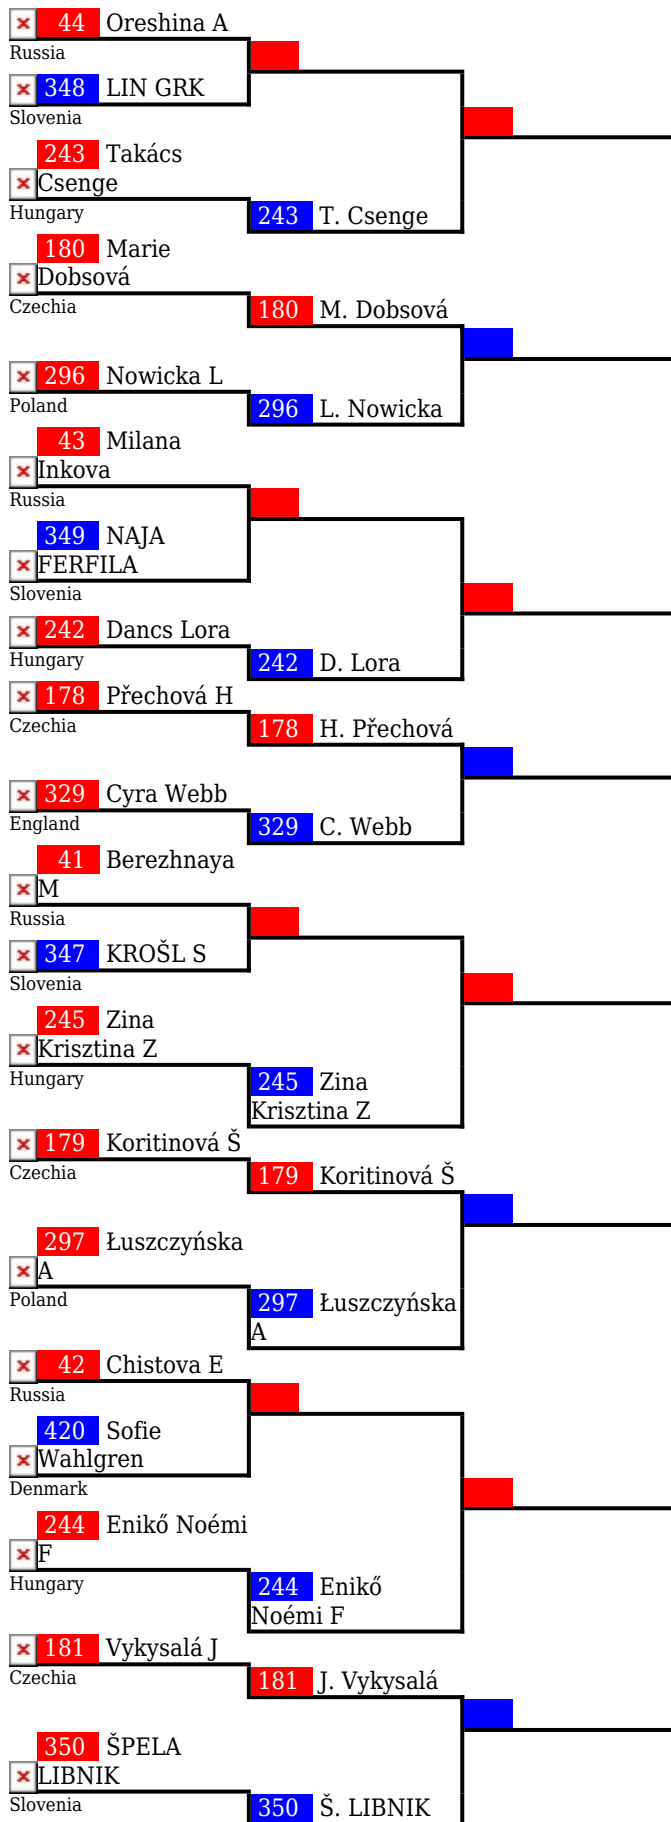 44 Oreshina A
Russia
348 LIN GRK
Slovenia
243 Takács
Csenge
Hungary
243 T. Csenge
180 Marie
Dobsová
Czechia
180 M. Dobsová
296 Nowicka L
Poland
296 L. Nowicka
43 Milana
Inkova
Russia
349 NAJA
FERFILA
Slovenia
242 Dancs Lora
Hungary
242 D. Lora
178 Přechová H
Czechia
178 H. Přechová
329 Cyra Webb
England
329 C. Webb
41 Berezhnaya
M
Russia
347 KROŠL S
Slovenia
245 Zina
Krisztina Z
Hungary
245 Zina
Krisztina Z
179 Koritinová Š
Czechia
179 Koritinová Š
297 Łuszczyńska
A
Poland
297 Łuszczyńska
A
42 Chistova E
Russia
420 Sofie
Wahlgren
Denmark
244 Enikő Noémi
F
Hungary
244 Enikő
Noémi F
181 Vykysalá J
Czechia
181 J. Vykysalá
350 ŠPELA
LIBNIK
Slovenia
350 Š. LIBNIK